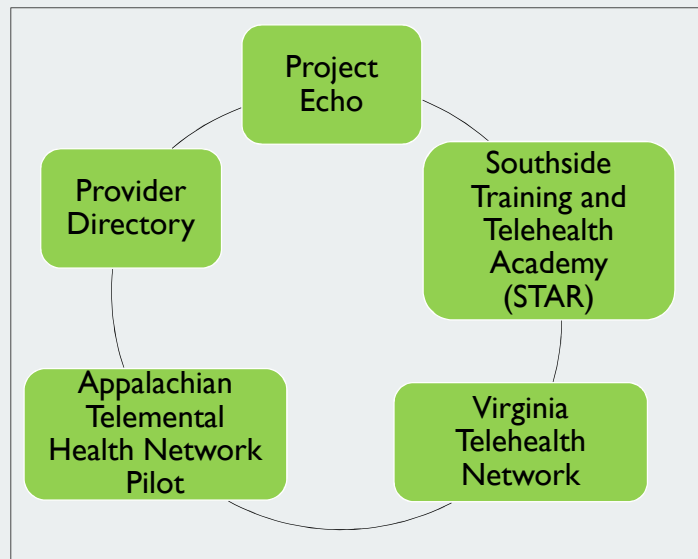 Project
Echo
Southside
Training and
Telehealth
Academy
(STAR)
Virginia
Telehealth
Network
Appalachian
Telemental
Health Network
Pilot
Provider
Directory